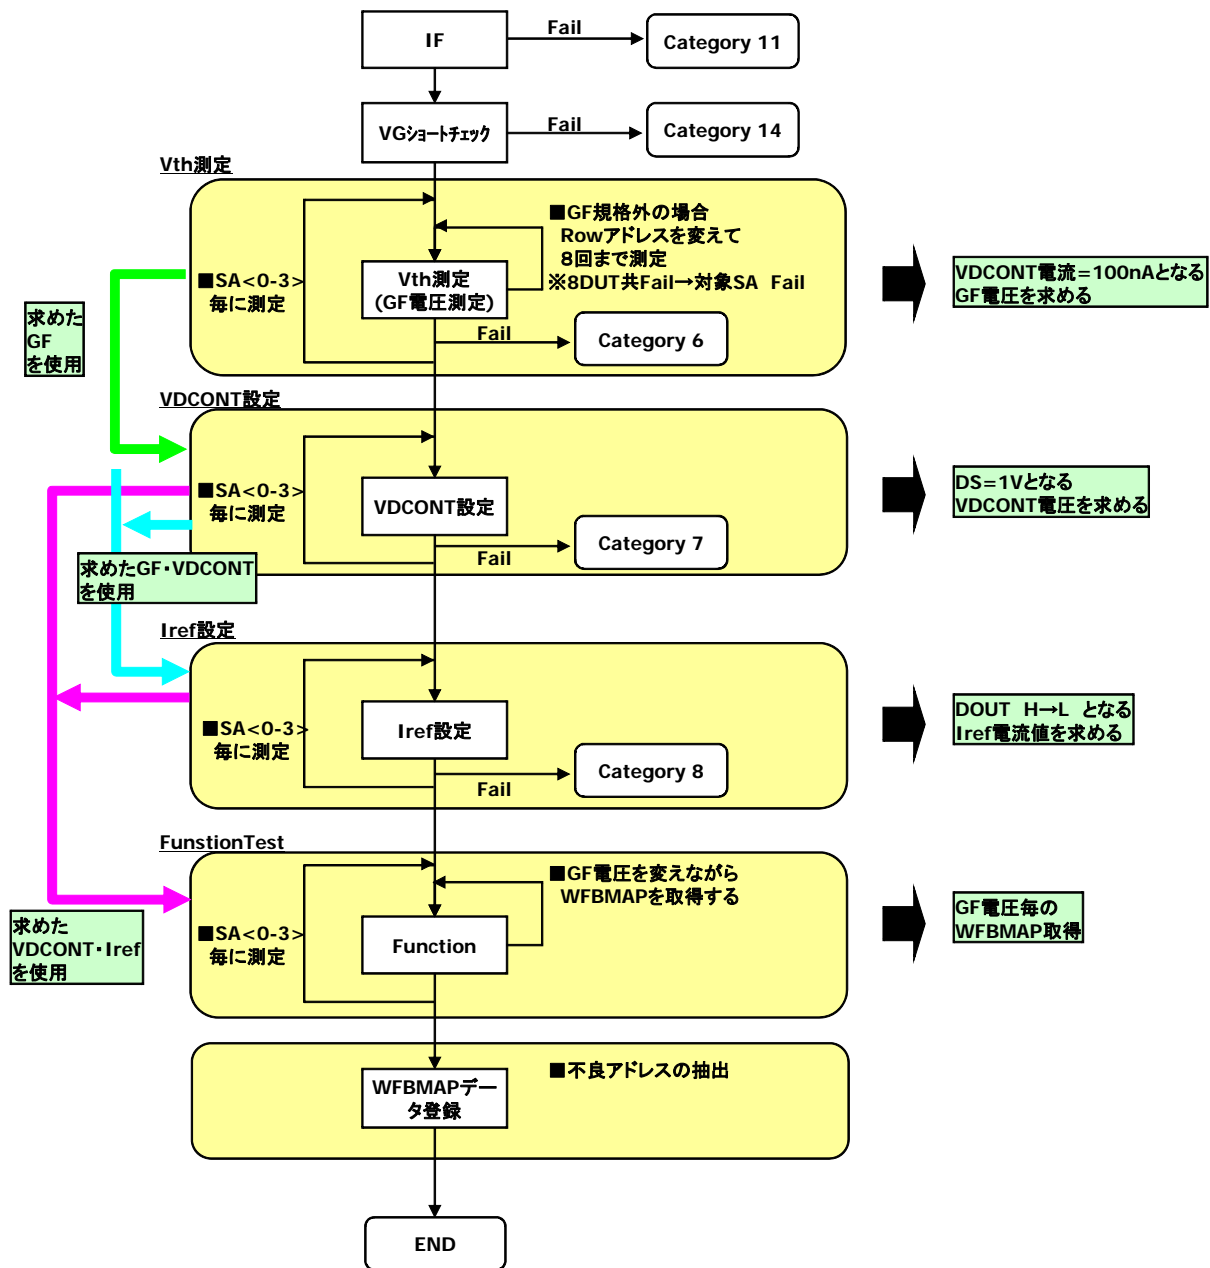 IF
Fail
Category 11
VGショートチェック
Fail
Category 14
Vth測定
■SA<0-3>
毎に測定
■GF規格外の場合
Rowアドレスを変えて
8回まで測定
※8DUT共Fail→対象SA Fail
Vth測定
(GF電圧測定)
Fail
Category 6
VDCONT電流=100nAとなる
GF電圧を求める
求めた
GF
を使用
VDCONT設定
■SA<0-3>
毎に測定
VDCONT設定
Fail
Category 7
DS=1Vとなる
VDCONT電圧を求める
求めたGF・VDCONT
を使用
Iref設定
■SA<0-3>
毎に測定
Iref設定
Fail
Category 8
DOUT H→L となる
Iref電流値を求める
FunstionTest
■SA<0-3>
毎に測定
■GF電圧を変えながら
WFBMAPを取得する
Function
GF電圧毎の
WFBMAP取得
求めた
VDCONT・Iref
を使用
WFBMAPデー
タ登録
■不良アドレスの抽出
END